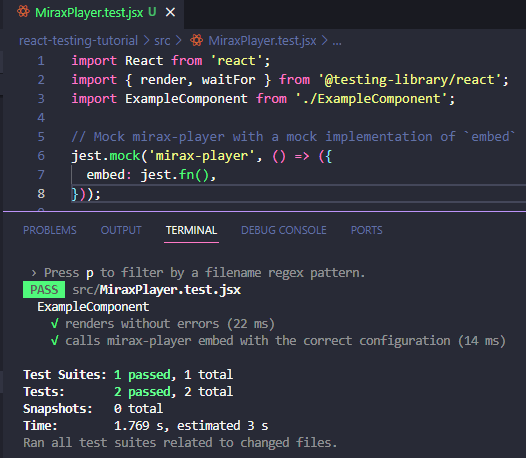 MiraxPlayer.test.jsx U ×
react-testing-tutorial > src > MiraxPlayer.test.jsx > ...
1 import React from 'react';
2 import { render, waitFor } from '@testing-library/react';
3 import ExampleComponent from './ExampleComponent';
4
5 // Mock mirax-player with a mock implementation of `embed`
6 jest.mock('mirax-player', () => ({
7 embed: jest.fn(),
8 }));
PROBLEMS OUTPUT TERMINAL DEBUG CONSOLE PORTS
› Press p to filter by a filename regex pattern.
PASS src/MiraxPlayer.test.jsx
ExampleComponent
√ renders without errors (22 ms)
√ calls mirax-player embed with the correct configuration (14 ms)
Test Suites: 1 passed, 1 total
Tests: 2 passed, 2 total
Snapshots: 0 total
Time: 1.769 s, estimated 3 s
Ran all test suites related to changed files.